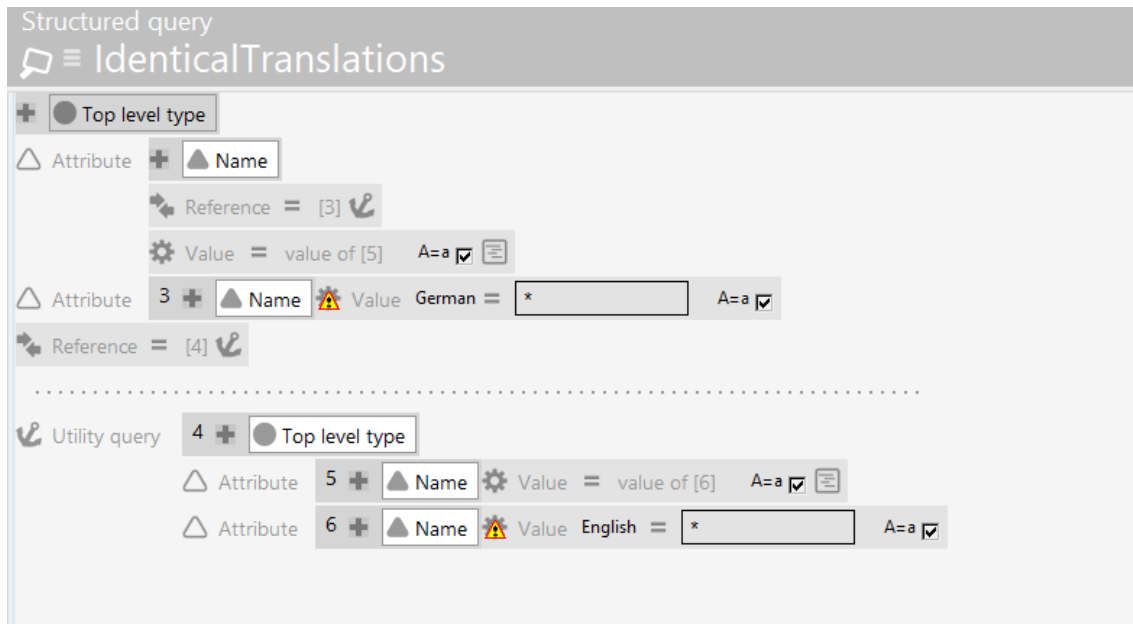 Structured query
IdenticalTranslations
Top level type
Attribute Name
Reference = [3]
Value = value of [5] A=a
Attribute 3 Name Value German = * A=a
Reference = [4]
Utility query 4 Top level type
Attribute 5 Name Value = value of [6] A=a
Attribute 6 Name Value English = * A=a